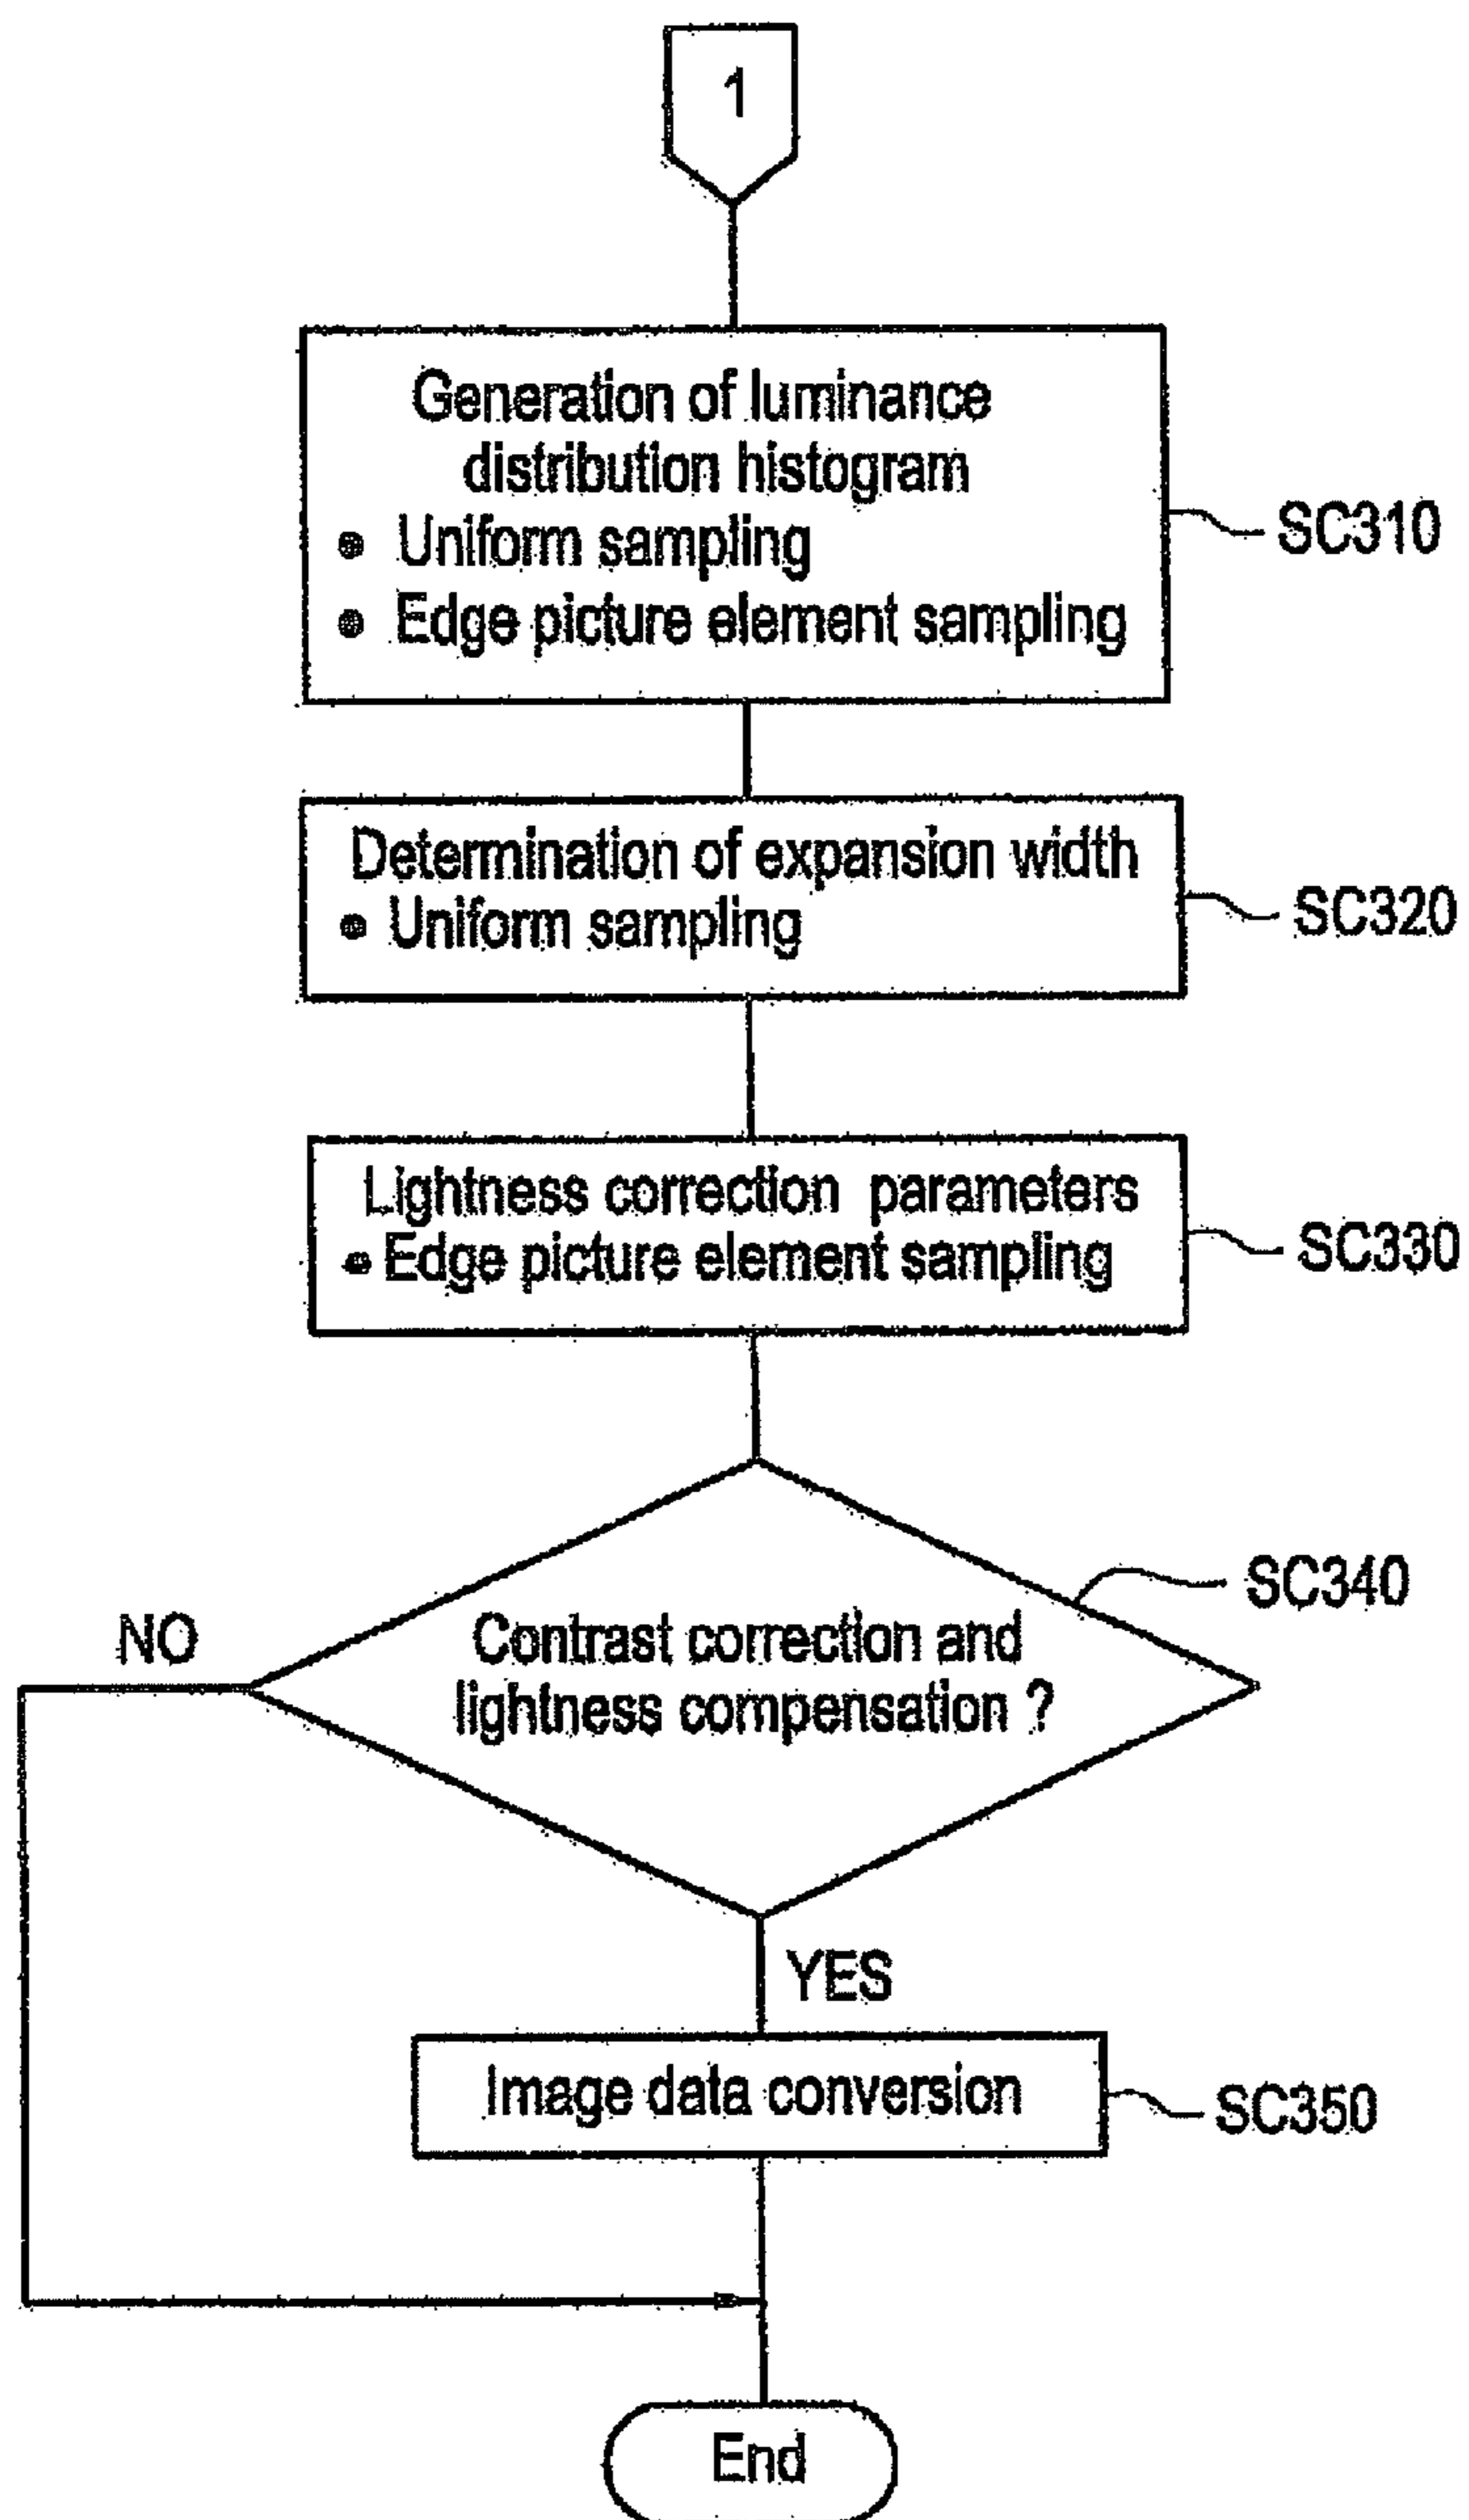 1
Generation of luminance
distribution histogram
● Uniform sampling
● Edge picture element sampling
SC310
Determination of expansion width
● Uniform sampling
SC320
Lightness correction parameters
● Edge picture element sampling
SC330
SC340
NO
Contrast correction and
lightness compensation ?
YES
Image data conversion
SC350
End